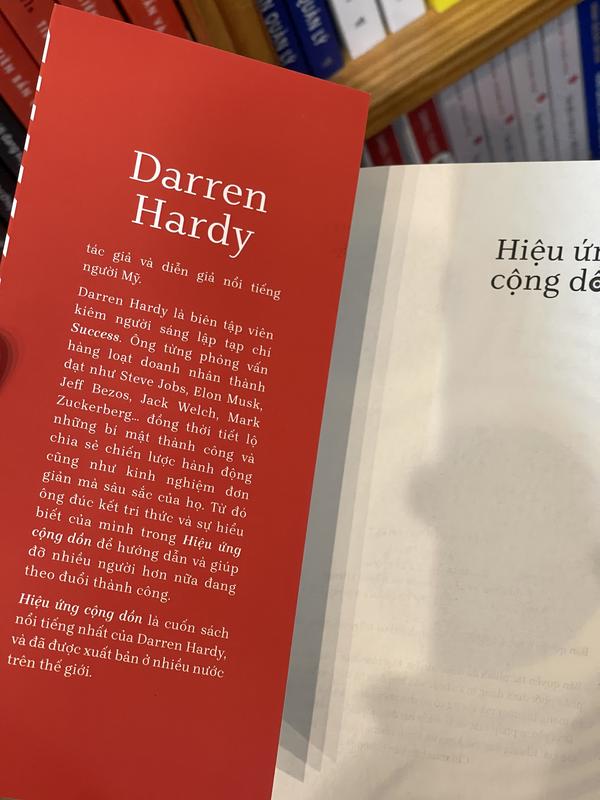 QUẢN LÝ
Darren
Hardy
tác giả và diễn giả nổi tiếng
người Mỹ.
Darren Hardy là biên tập viên
kiêm người sáng lập tạp chí
Success. Ông từng phỏng vấn
hàng loạt doanh nhân thành
đạt như Steve Jobs, Elon Musk,
Jeff Bezos, Jack Welch, Mark
Zuckerberg... đồng thời tiết lộ
những bí mật thành công và
chia sẻ chiến lược hành động
cũng như kinh nghiệm đơn
giản mà sâu sắc của họ. Từ đó
ông đúc kết tri thức và sự hiểu
biết của mình trong Hiệu ứng
cộng dồn để hướng dẫn và giúp
đỡ nhiều người hơn nữa đang
theo đuổi thành công.
Hiệu ứng cộng dồn là cuốn sách
nổi tiếng nhất của Darren Hardy,
và đã được xuất bản ở nhiều nước
trên thế giới.
Hiệu
cộng